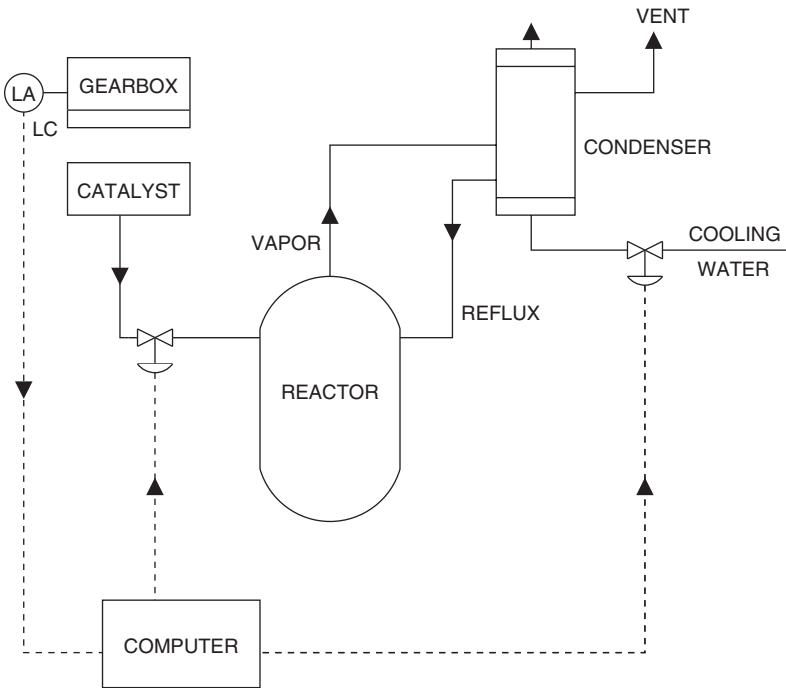 VENT
LA
GEARBOX
LC
CONDENSER
CATALYST
VAPOR
COOLING
WATER
REFLUX
REACTOR
COMPUTER